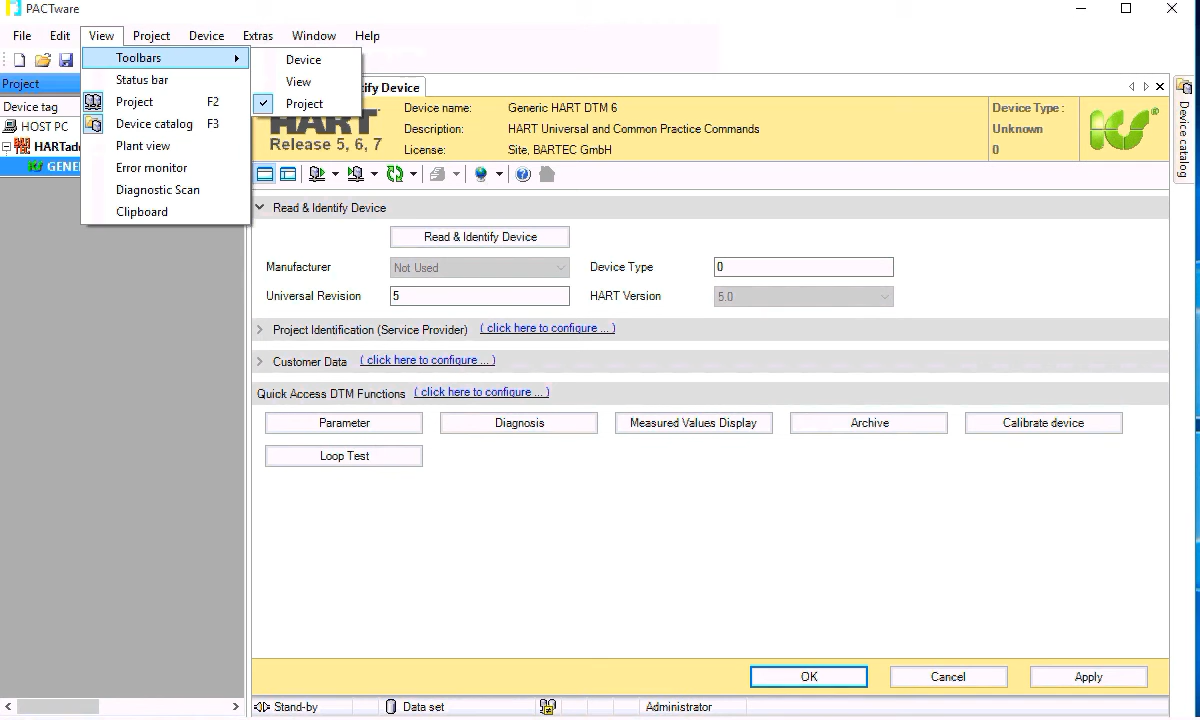 PACTware
File Edit View Project Device Extras Window Help
Toolbars
Status bar
Project F2
Device catalog F3
Plant view
Error monitor
Diagnostic Scan
Clipboard
Device
View
Project
Project
Device tag
HOST PC
HARTad
GENE
ify Device
HART
Release 5, 6, 7
Device name: Generic HART DTM 6
Description: HART Universal and Common Practice Commands
License: Site, BARTEC GmbH
Device Type :
Unknown
0
Device catalog
Read & Identify Device
Read & Identify Device
Manufacturer Not Used Device Type 0
Universal Revision 5 HART Version 5.0
Project Identification (Service Provider) ( click here to configure ... )
Customer Data ( click here to configure ... )
Quick Access DTM Functions ( click here to configure ... )
Parameter Diagnosis Measured Values Display Archive Calibrate device
Loop Test
OK Cancel Apply
Stand-by Data set Administrator